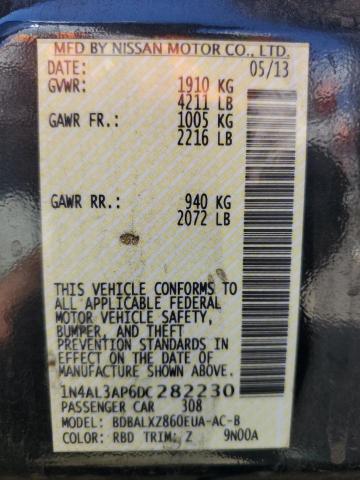 MFD BY NISSAN MOTOR CO., LTD.
DATE: 05/13
GVWR: 1910 KG
4211 LB
GAWR FR.: 1005 KG
2216 LB
GAWR RR.: 940 KG
2072 LB
THIS VEHICLE CONFORMS TO
ALL APPLICABLE FEDERAL
MOTOR VEHICLE SAFETY,
BUMPER, AND THEFT
PREVENTION STANDARDS IN
EFFECT ON THE DATE OF
MANUFACTURE SHOWN ABOVE.
1N4AL3AP6DC282230
PASSENGER CAR 308
MODEL: BDBALXZ860EUA-AC-B
COLOR: RBD TRIM: Z 9N00A